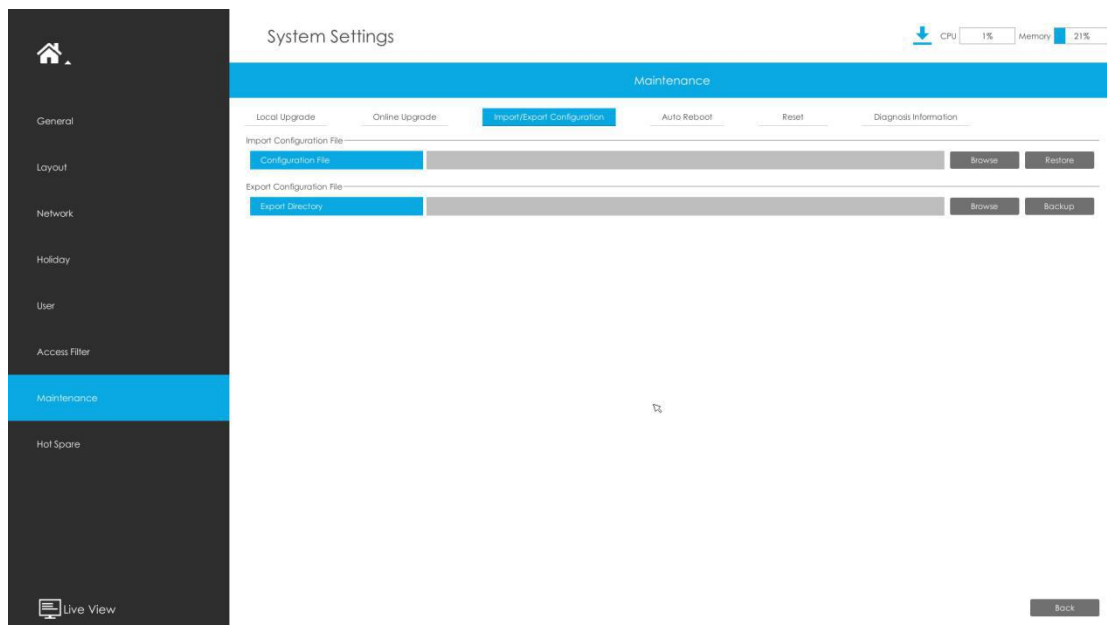 System Settings
CPU 1% Memory 21%
Maintenance
General
Layout
Network
Holiday
User
Access Filter
Maintenance
Hot Spare
Live View
Local Upgrade Online Upgrade Import/Export Configuration Auto Reboot Reset Diagnosis Information
Import Configuration File
Configuration File Browse Restore
Export Configuration File
Export Directory Browse Backup
Back